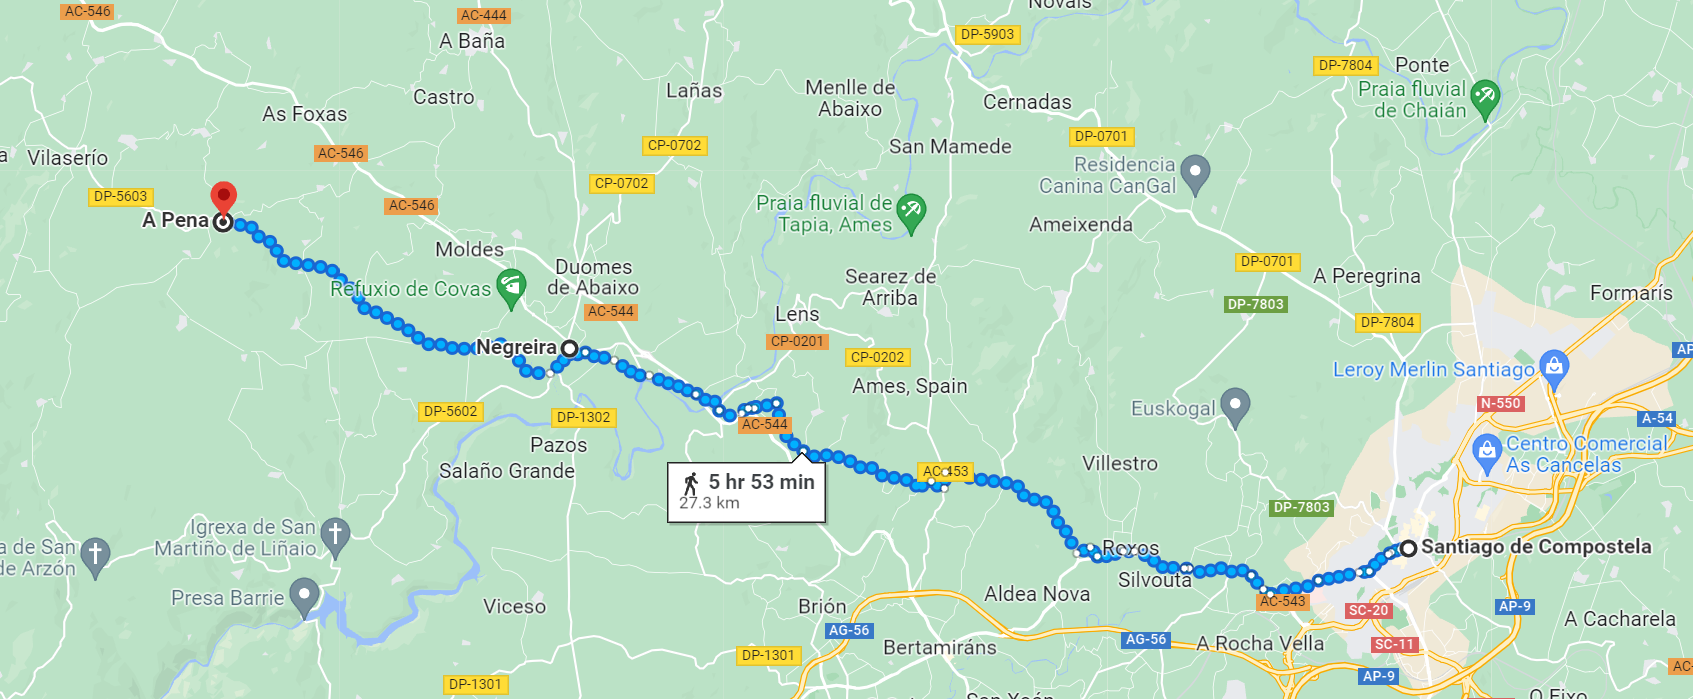 AC-546
AC-444
Novais
DP-5903
A Baña
DP-7804
Ponte
Praia fluvial
de Chaián
Castro
Lañas
Menlle de
Abaixo
Cernadas
As Foxas
DP-0701
CP-0702
San Mamede
AC-546
Vilaserío
Residencia
Canina CanGal
DP-5603
CP-0702
AC-546
Praia fluvial de
Tapia, Ames
A Pena
Ameixenda
Moldes
DP-0701
Duomes
de Abaixo
Searez de
Arriba
A Peregrina
Refuxio de Covas
Formarís
DP-7803
AC-544
Lens
DP-7804
CP-0201
Negreira
CP-0202
AP
Leroy Merlin Santiago
Ames, Spain
N-550
Euskogal
DP-5602
DP-1302
AC-544
A-54
Pazos
Centro Comercial
As Cancelas
Salaño Grande
AC-453
Villestro
5 hr 53 min
27.3 km
DP-7803
Igrexa de San
Martiño de Liñaio
a de San
de Arzón
Roxos
Santiago de Compostela
Silvouta
Presa Barrie
Viceso
Brión
Aldea Nova
AC-543
SC-20
AP-9
A Cacharela
AG-56
AG-56
Bertamiráns
A Rocha Vella
SC-11
DP-1301
AC-
AP-9
DP-1301
San Xoán
O Eixo